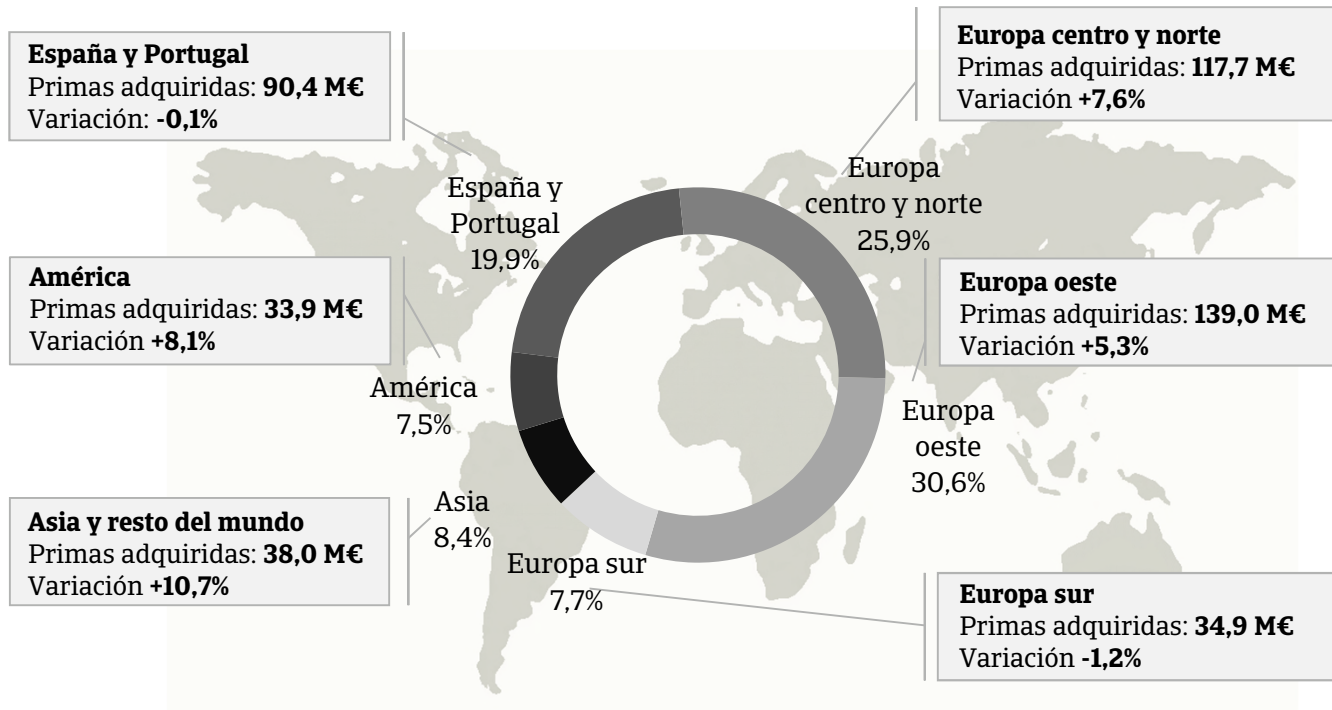 España y Portugal
Primas adquiridas: 90,4 M€
Variación: -0,1%
Europa centro y norte
Primas adquiridas: 117,7 M€
Variación +7,6%
España y
Portugal
19,9%
Europa
centro y norte
25,9%
América
Primas adquiridas: 33,9 M€
Variación +8,1%
Europa oeste
Primas adquiridas: 139,0 M€
Variación +5,3%
América
7,5%
Europa
oeste
30,6%
Asia y resto del mundo
Primas adquiridas: 38,0 M€
Variación +10,7%
Asia
8,4%
Europa sur
7,7%
Europa sur
Primas adquiridas: 34,9 M€
Variación -1,2%